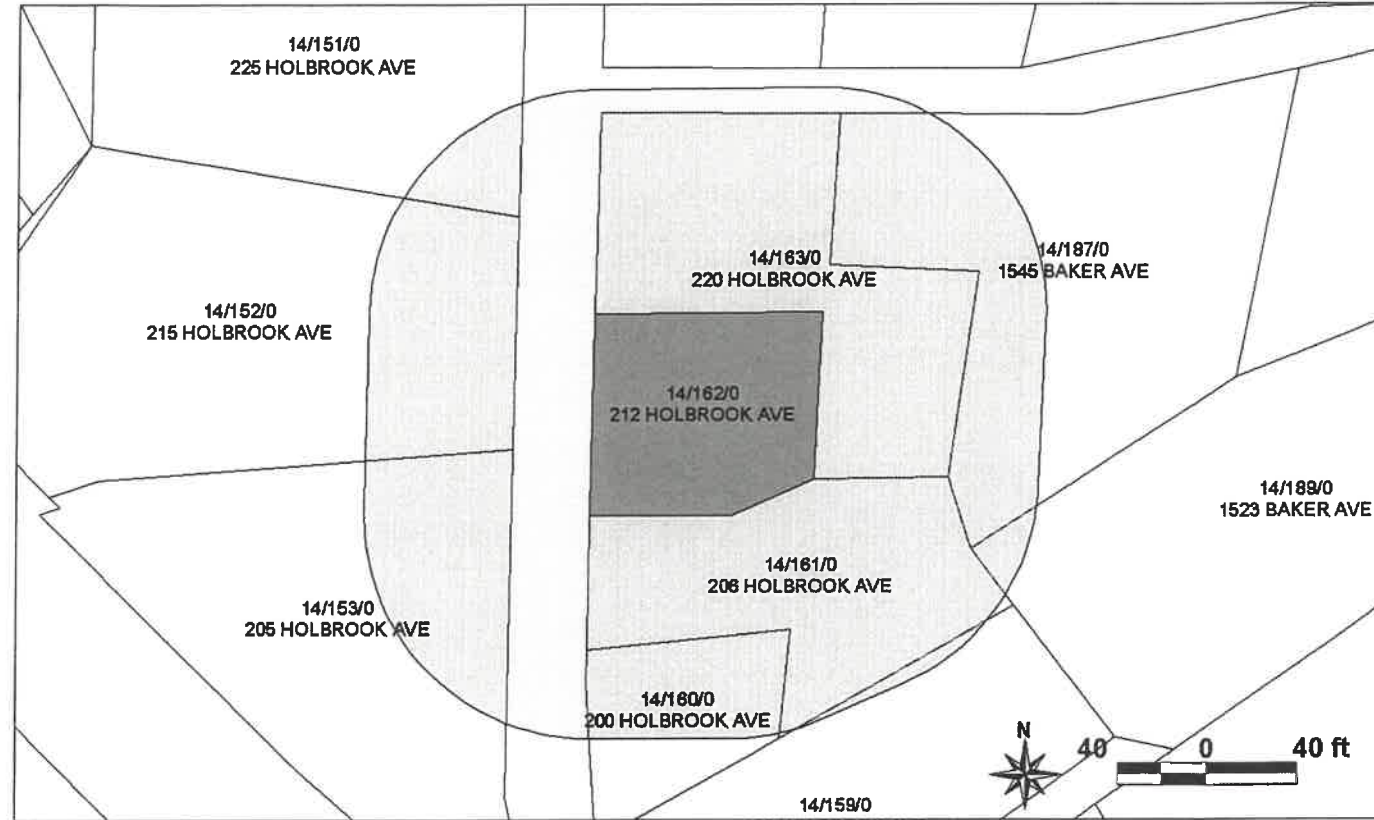 14/151/0
225 HOLBROOK AVE
14/163/0
220 HOLBROOK AVE
14/187/0
1545 BAKER AVE
14/152/0
215 HOLBROOK AVE
14/162/0
212 HOLBROOK AVE
14/189/0
1523 BAKER AVE
14/161/0
206 HOLBROOK AVE
14/153/0
205 HOLBROOK AVE
14/160/0
200 HOLBROOK AVE
N
40 0 40 ft
14/159/0